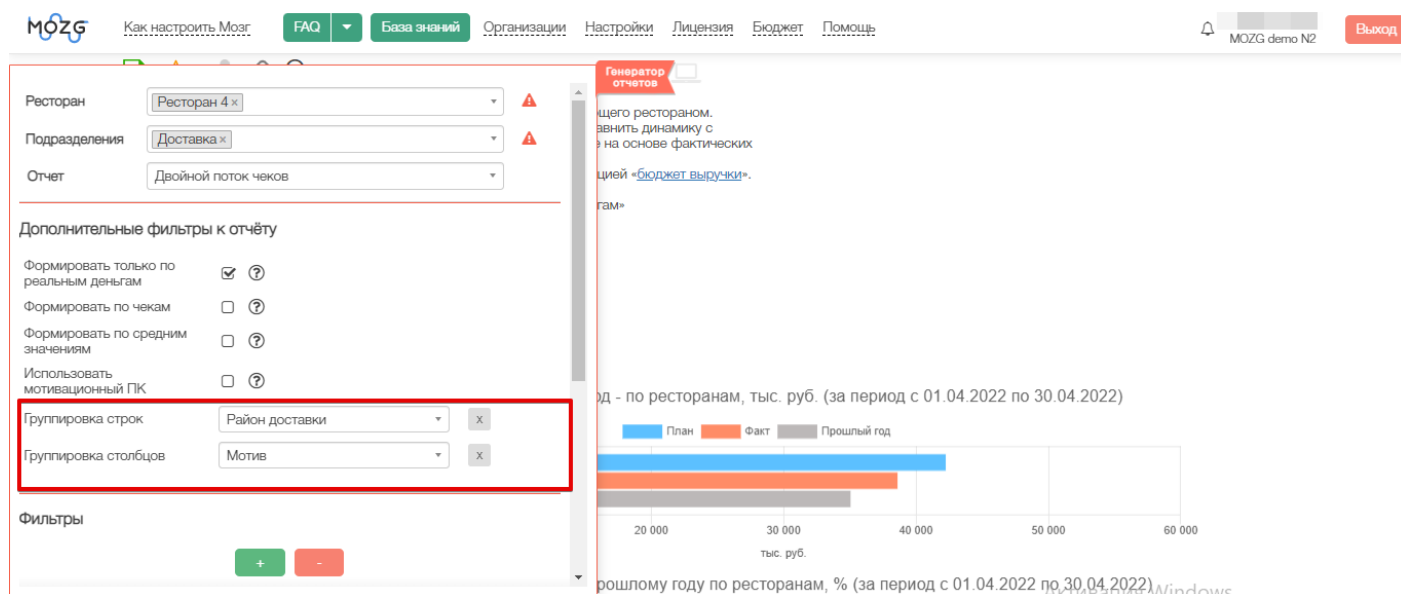 MOZG
Как настроить Мозг
FAQ
База знаний
Организации
Настройки
Лицензия
Бюджет
Помощь
MOZG demo N2
Выход
Генератор
отчетов
Ресторан
Ресторан 4 ×
Подразделения
Доставка ×
Отчет
Двойной поток чеков
Дополнительные фильтры к отчёту
Формировать только по
реальным деньгам
?
Формировать по чекам
?
Формировать по средним
значениям
?
Использовать
мотивационный ПК
?
Группировка строк
Район доставки
x
Группировка столбцов
Мотив
x
Фильтры
+
-
щего рестораном.
авнить динамику с
на основе фактических
цией «бюджет выручки».
гам»
од - по ресторанам, тыс. руб. (за период с 01.04.2022 по 30.04.2022)
План
Факт
Прошлый год
20 000
30 000
40 000
50 000
60 000
тыс. руб.
рошлому году по ресторанам, % (за период с 01.04.2022 по 30.04.2022)
Активация Windows